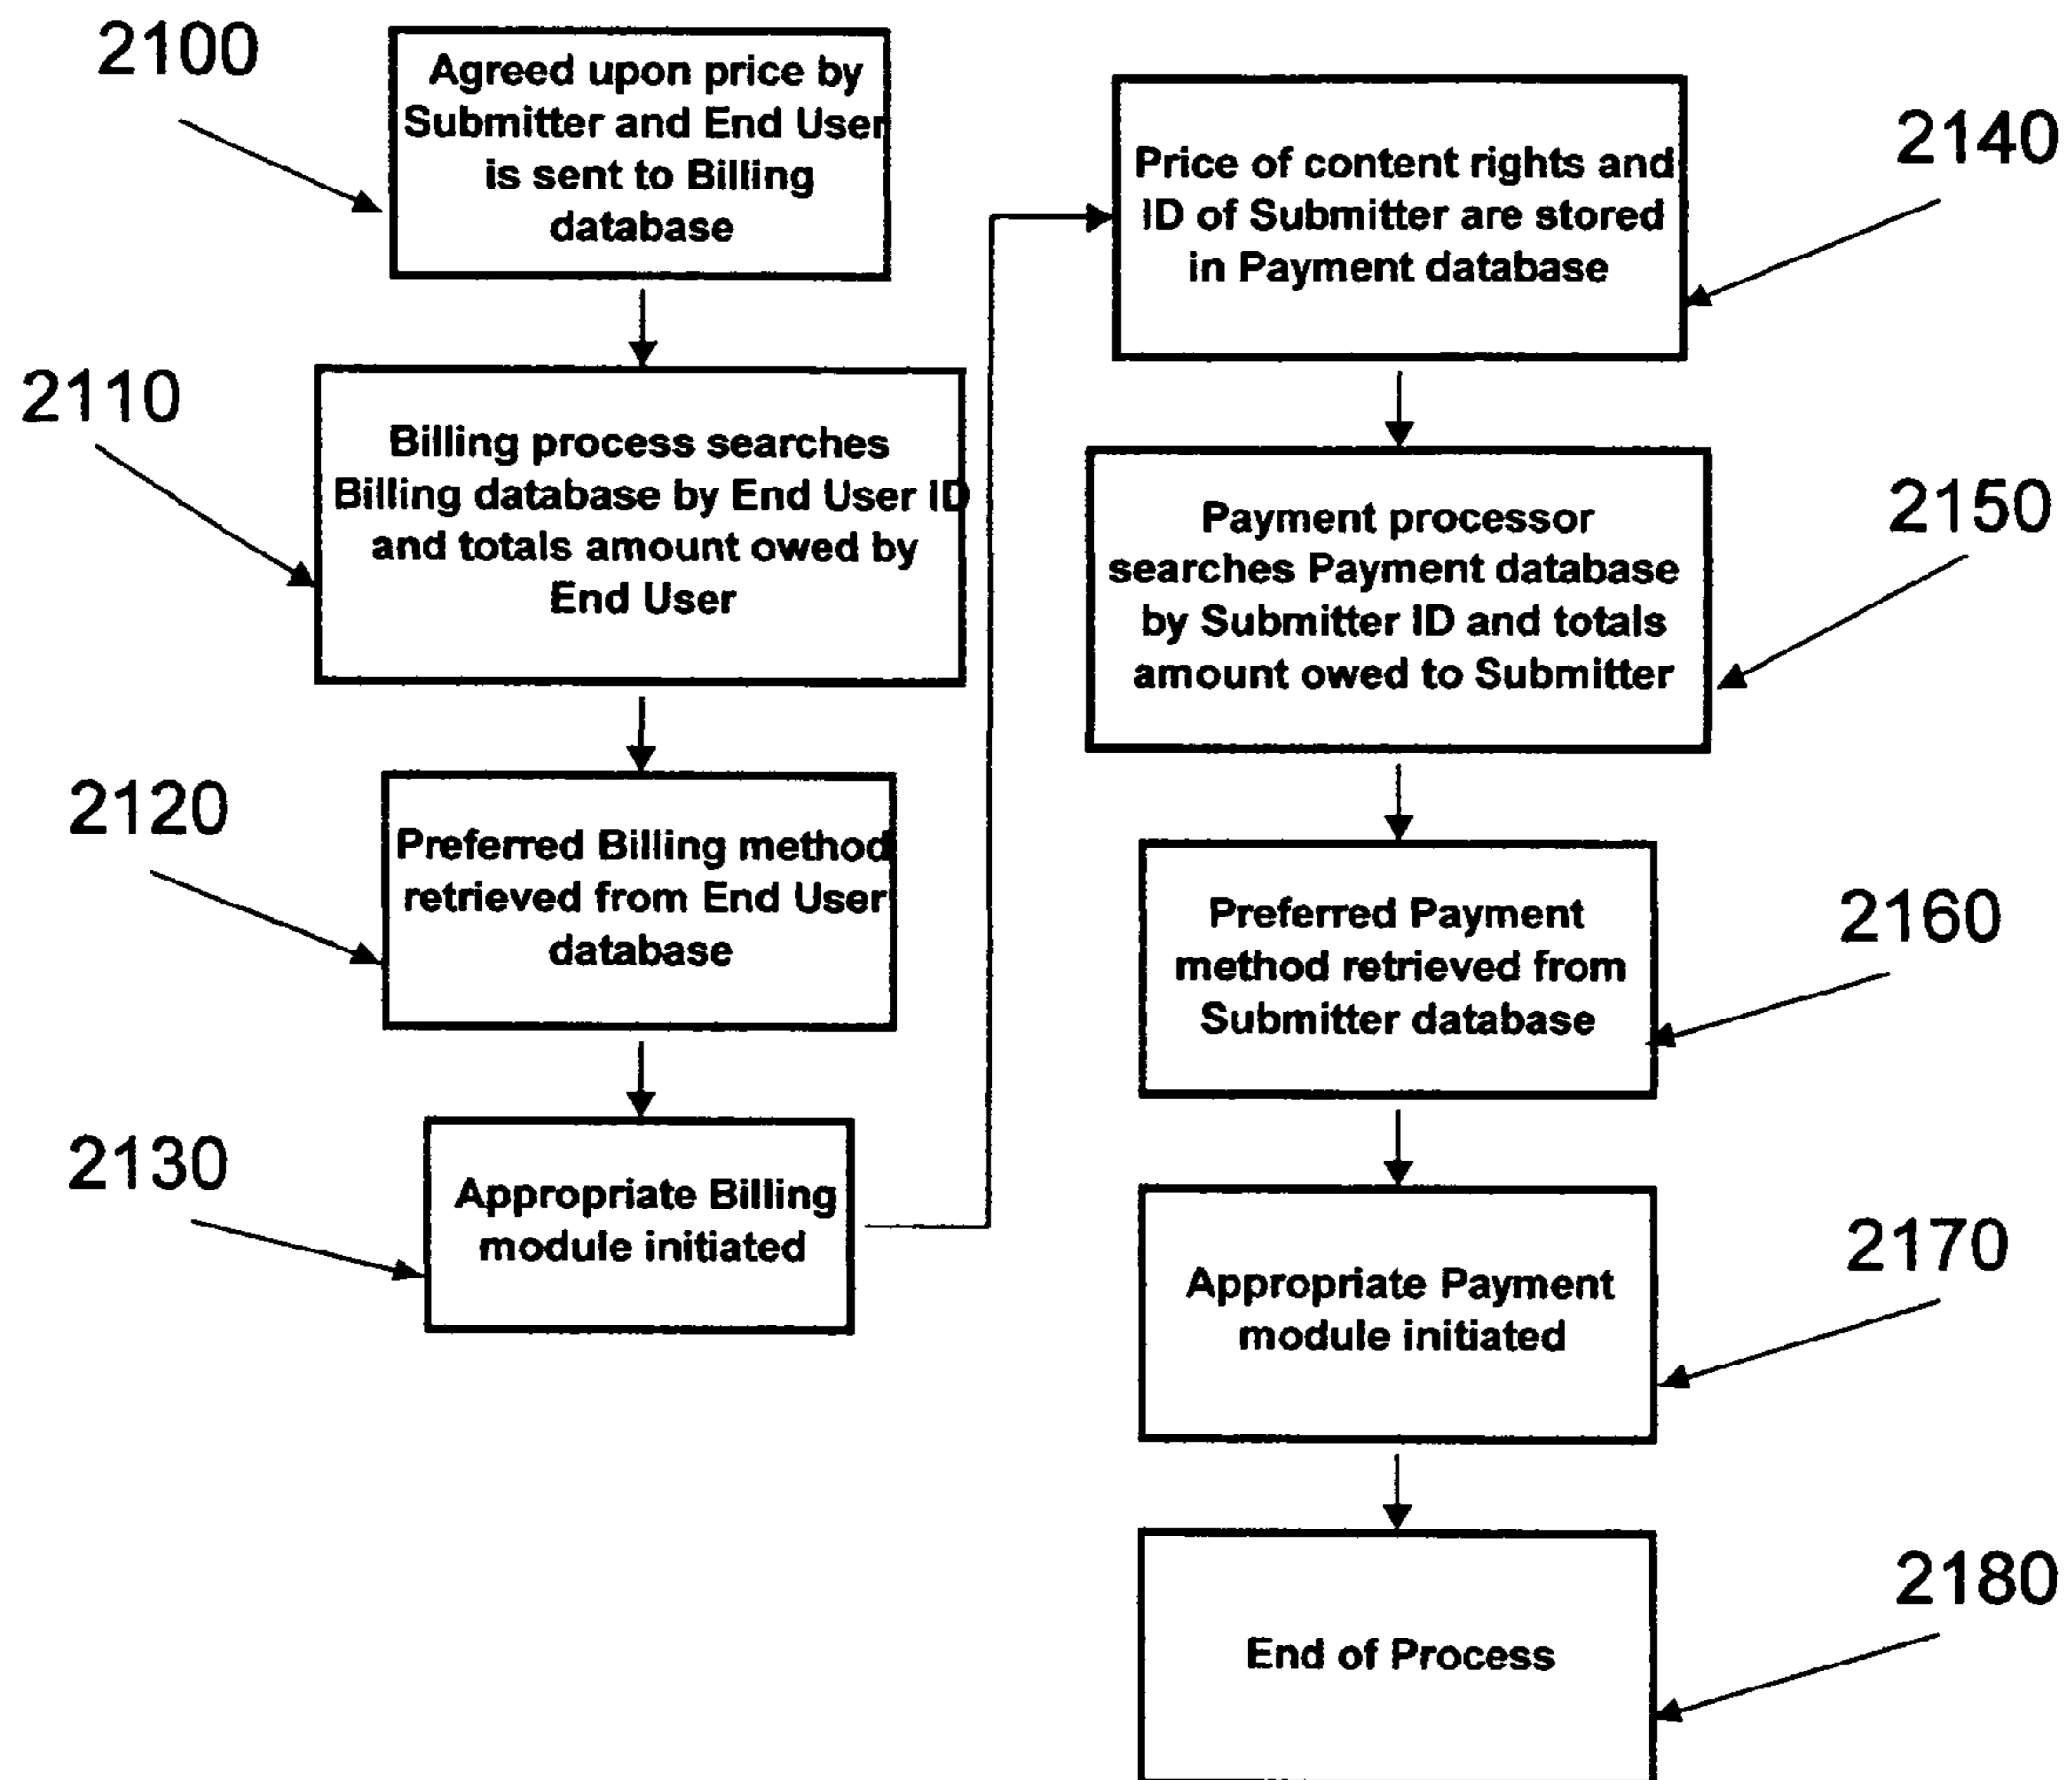 2100
Agreed upon price by
Submitter and End User
is sent to Billing
database
2110
Billing process searches
Billing database by End User ID
and totals amount owed by
End User
2120
Preferred Billing method
retrieved from End User
database
2130
Appropriate Billing
module initiated
2140
Price of content rights and
ID of Submitter are stored
in Payment database
2150
Payment processor
searches Payment database
by Submitter ID and totals
amount owed to Submitter
2160
Preferred Payment
method retrieved from
Submitter database
2170
Appropriate Payment
module initiated
2180
End of Process